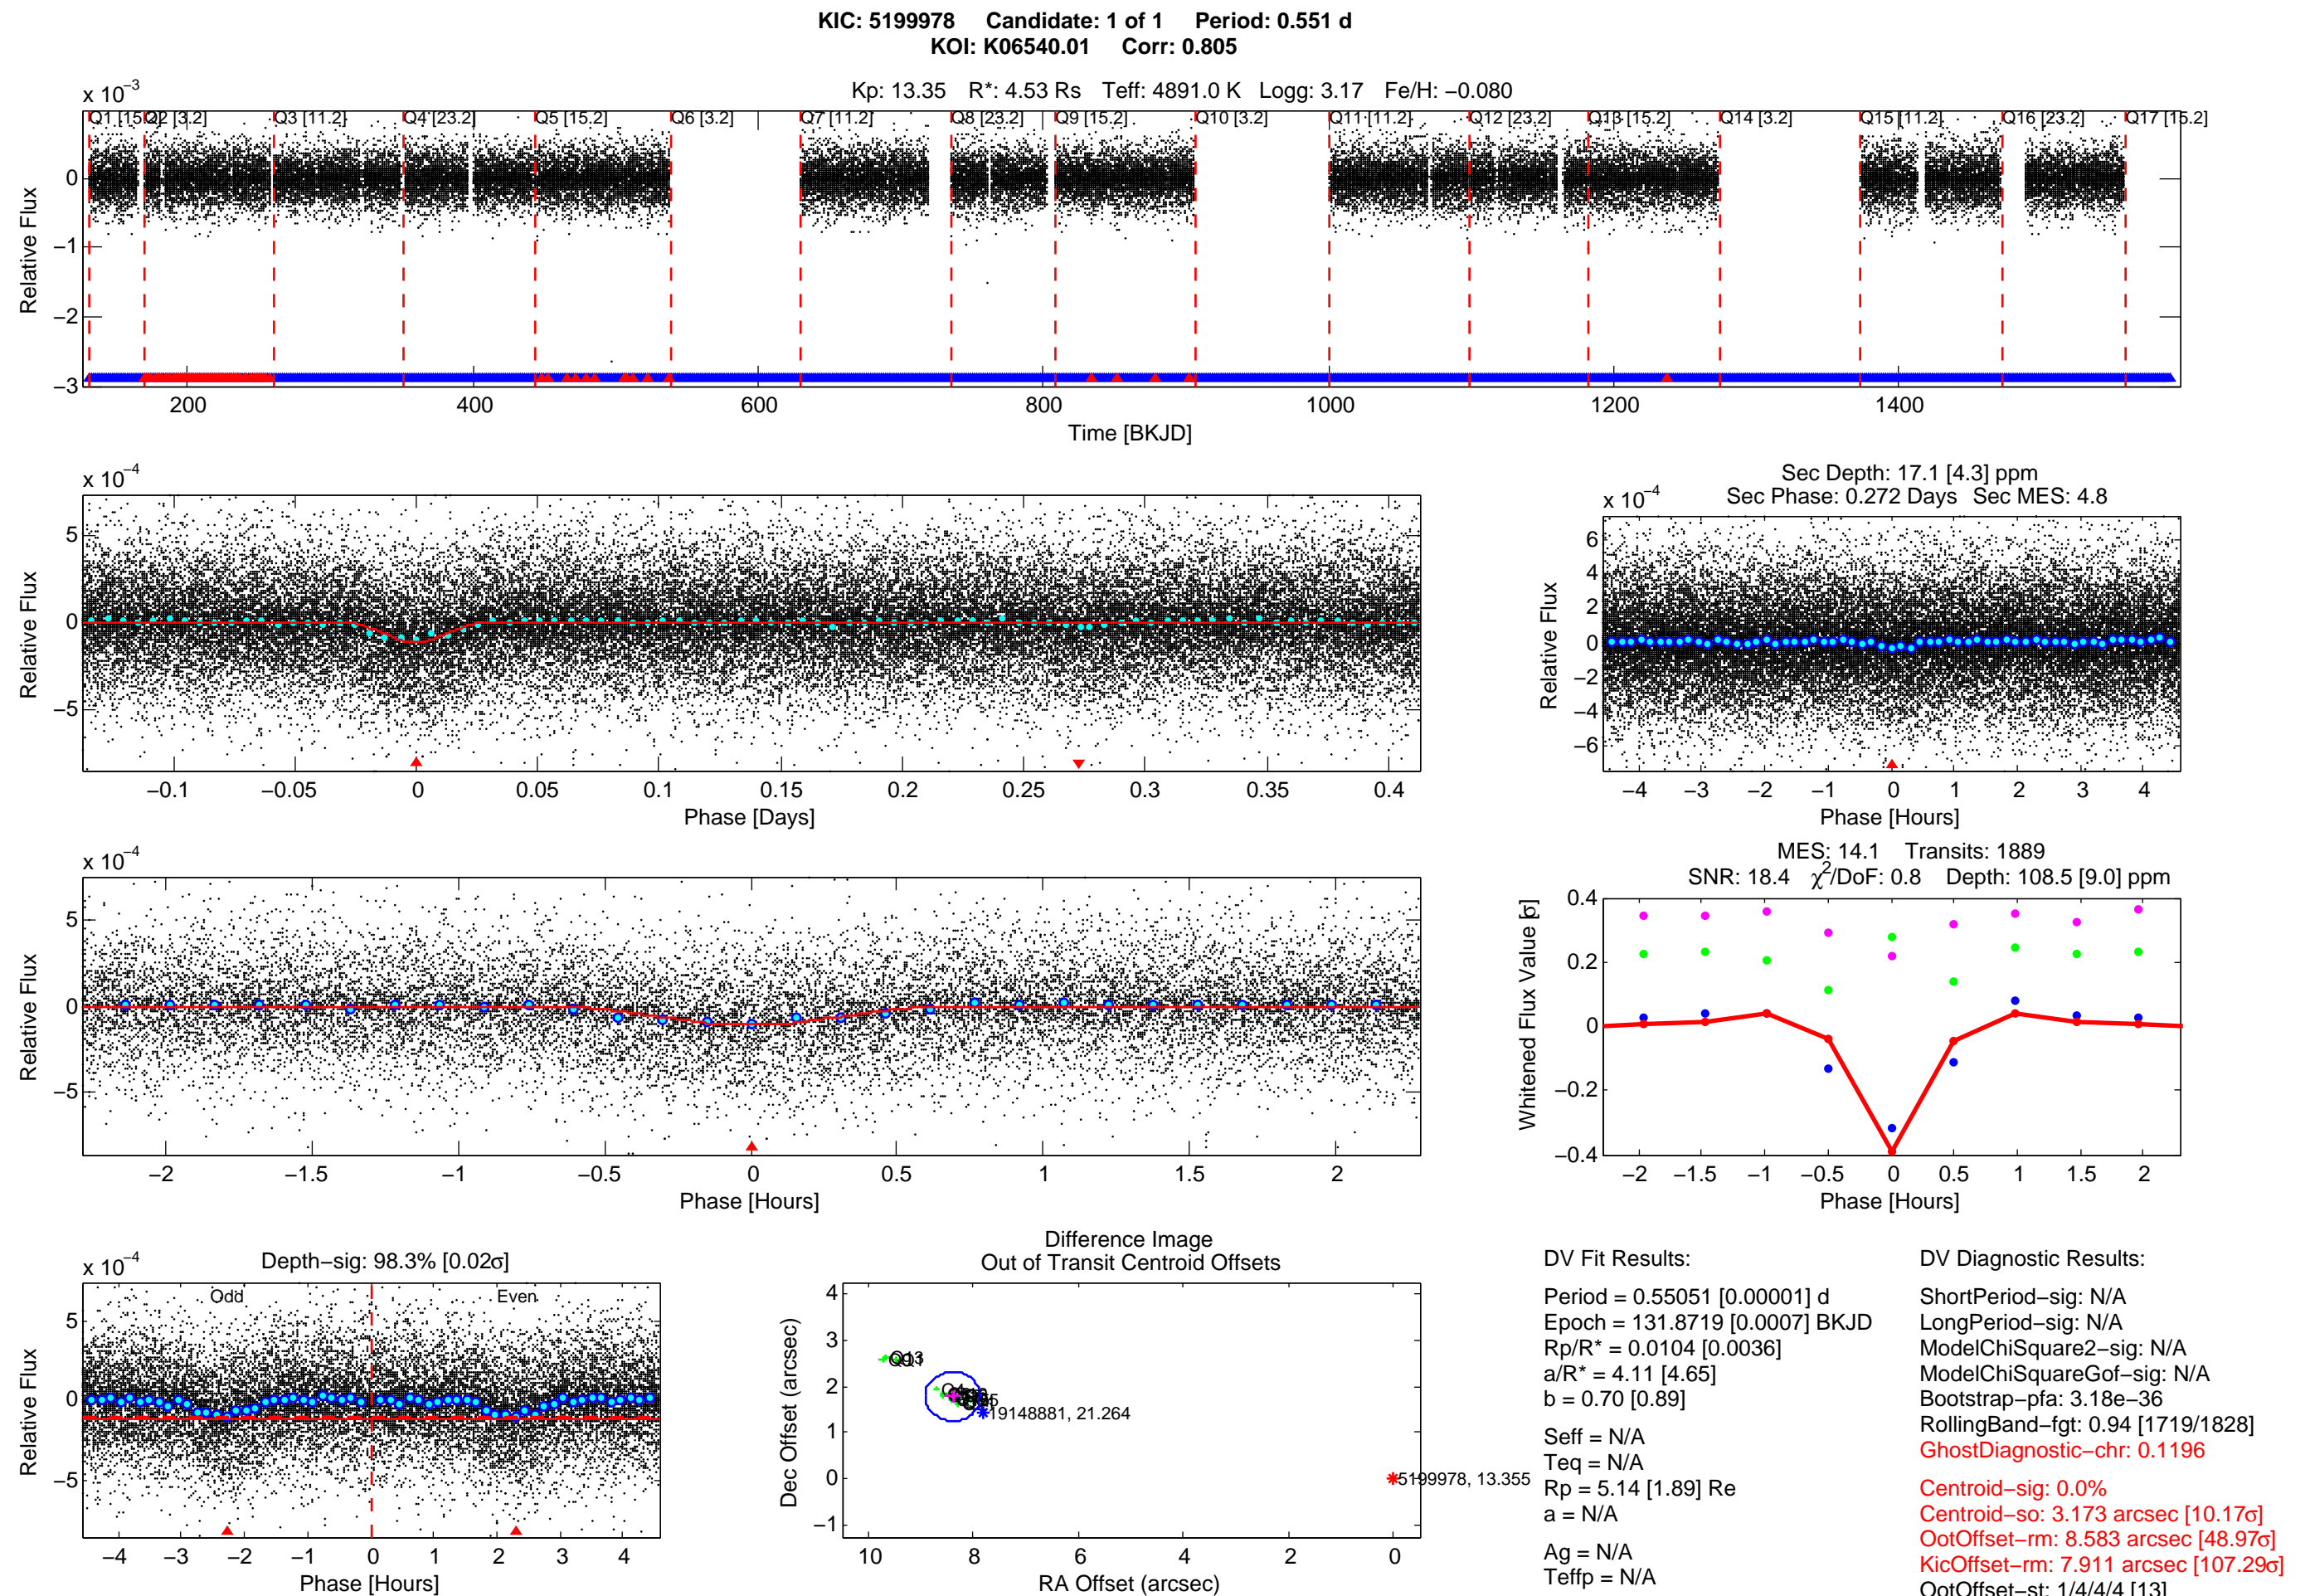 KIC: 5199978 Candidate: 1 of 1 Period: 0.551 d
KOI: K06540.01 Corr: 0.805
Kp: 13.35 R*: 4.53 Rs Teff: 4891.0 K Logg: 3.17 Fe/H: −0.080
x 10−3
Q2 [3.2] Q3 [11.2] Q4 [23.2] Q5 [15.2] Q6 [3.2] Q7 [11.2] Q8 [23.2] Q9 [15.2] Q10 [3.2] Q11 [11.2] Q12 [23.2] Q13 [15.2] Q14 [3.2] Q15 [11.2] Q16 [23.2] Q17 [15.2]
0
−1
−2
−3
Relative Flux
200 400 600 800 1000 1200 1400
Time [BKJD]
x 10−4
5
0
−5
Relative Flux
−0.1 −0.05 0 0.05 0.1 0.15 0.2 0.25 0.3 0.35 0.4
Phase [Days]
Sec Depth: 17.1 [4.3] ppm
Sec Phase: 0.272 Days Sec MES: 4.8
x 10−4
6
4
2
0
−2
−4
−6
Relative Flux
−4 −3 −2 −1 0 1 2 3 4
Phase [Hours]
x 10−4
5
0
−5
Relative Flux
−2 −1.5 −1 −0.5 0 0.5 1 1.5 2
Phase [Hours]
MES: 14.1 Transits: 1889
SNR: 18.4 χ2/DoF: 0.8 Depth: 108.5 [9.0] ppm
0.4
0.2
0
−0.2
−0.4
Whitened Flux Value [σ]
−2 −1.5 −1 −0.5 0 0.5 1 1.5 2
Phase [Hours]
Depth−sig: 98.3% [0.02σ]
x 10−4
Odd Even
5
0
−5
Relative Flux
−4 −3 −2 −1 0 1 2 3 4
Phase [Hours]
Difference Image
Out of Transit Centroid Offsets
4
3
2
1
0
−1
Dec Offset (arcsec)
19148881, 21.264
5199978, 13.355
10 8 6 4 2 0
RA Offset (arcsec)
DV Fit Results:
Period = 0.55051 [0.00001] d
Epoch = 131.8719 [0.0007] BKJD
Rp/R* = 0.0104 [0.0036]
a/R* = 4.11 [4.65]
b = 0.70 [0.89]
Seff = N/A
Teq = N/A
Rp = 5.14 [1.89] Re
a = N/A
Ag = N/A
Teffp = N/A
DV Diagnostic Results:
ShortPeriod−sig: N/A
LongPeriod−sig: N/A
ModelChiSquare2−sig: N/A
ModelChiSquareGof−sig: N/A
Bootstrap−pfa: 3.18e−36
RollingBand−fgt: 0.94 [1719/1828]
GhostDiagnostic−chr: 0.1196
Centroid−sig: 0.0%
Centroid−so: 3.173 arcsec [10.17σ]
OotOffset−rm: 8.583 arcsec [48.97σ]
KicOffset−rm: 7.911 arcsec [107.29σ]
OotOffset−st: 1/4/4/4 [13]